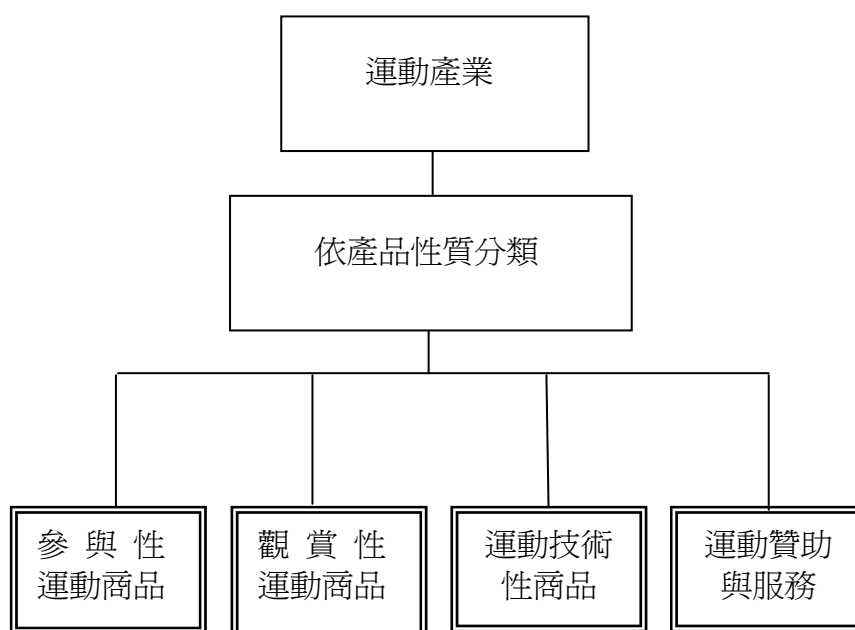 運動產業
依產品性質分類
參與性
運動商品
觀賞性
運動商品
運動技術
性商品
運動贊助
與服務